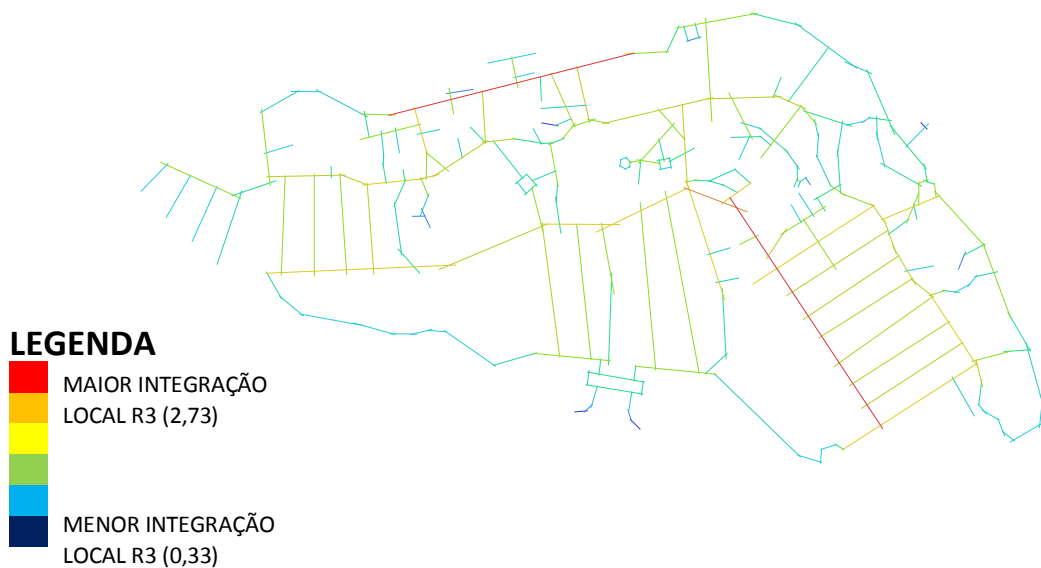 LEGENDA
MAIOR INTEGRAÇÃO
LOCAL R3 (2,73)
MENOR INTEGRAÇÃO
LOCAL R3 (0,33)